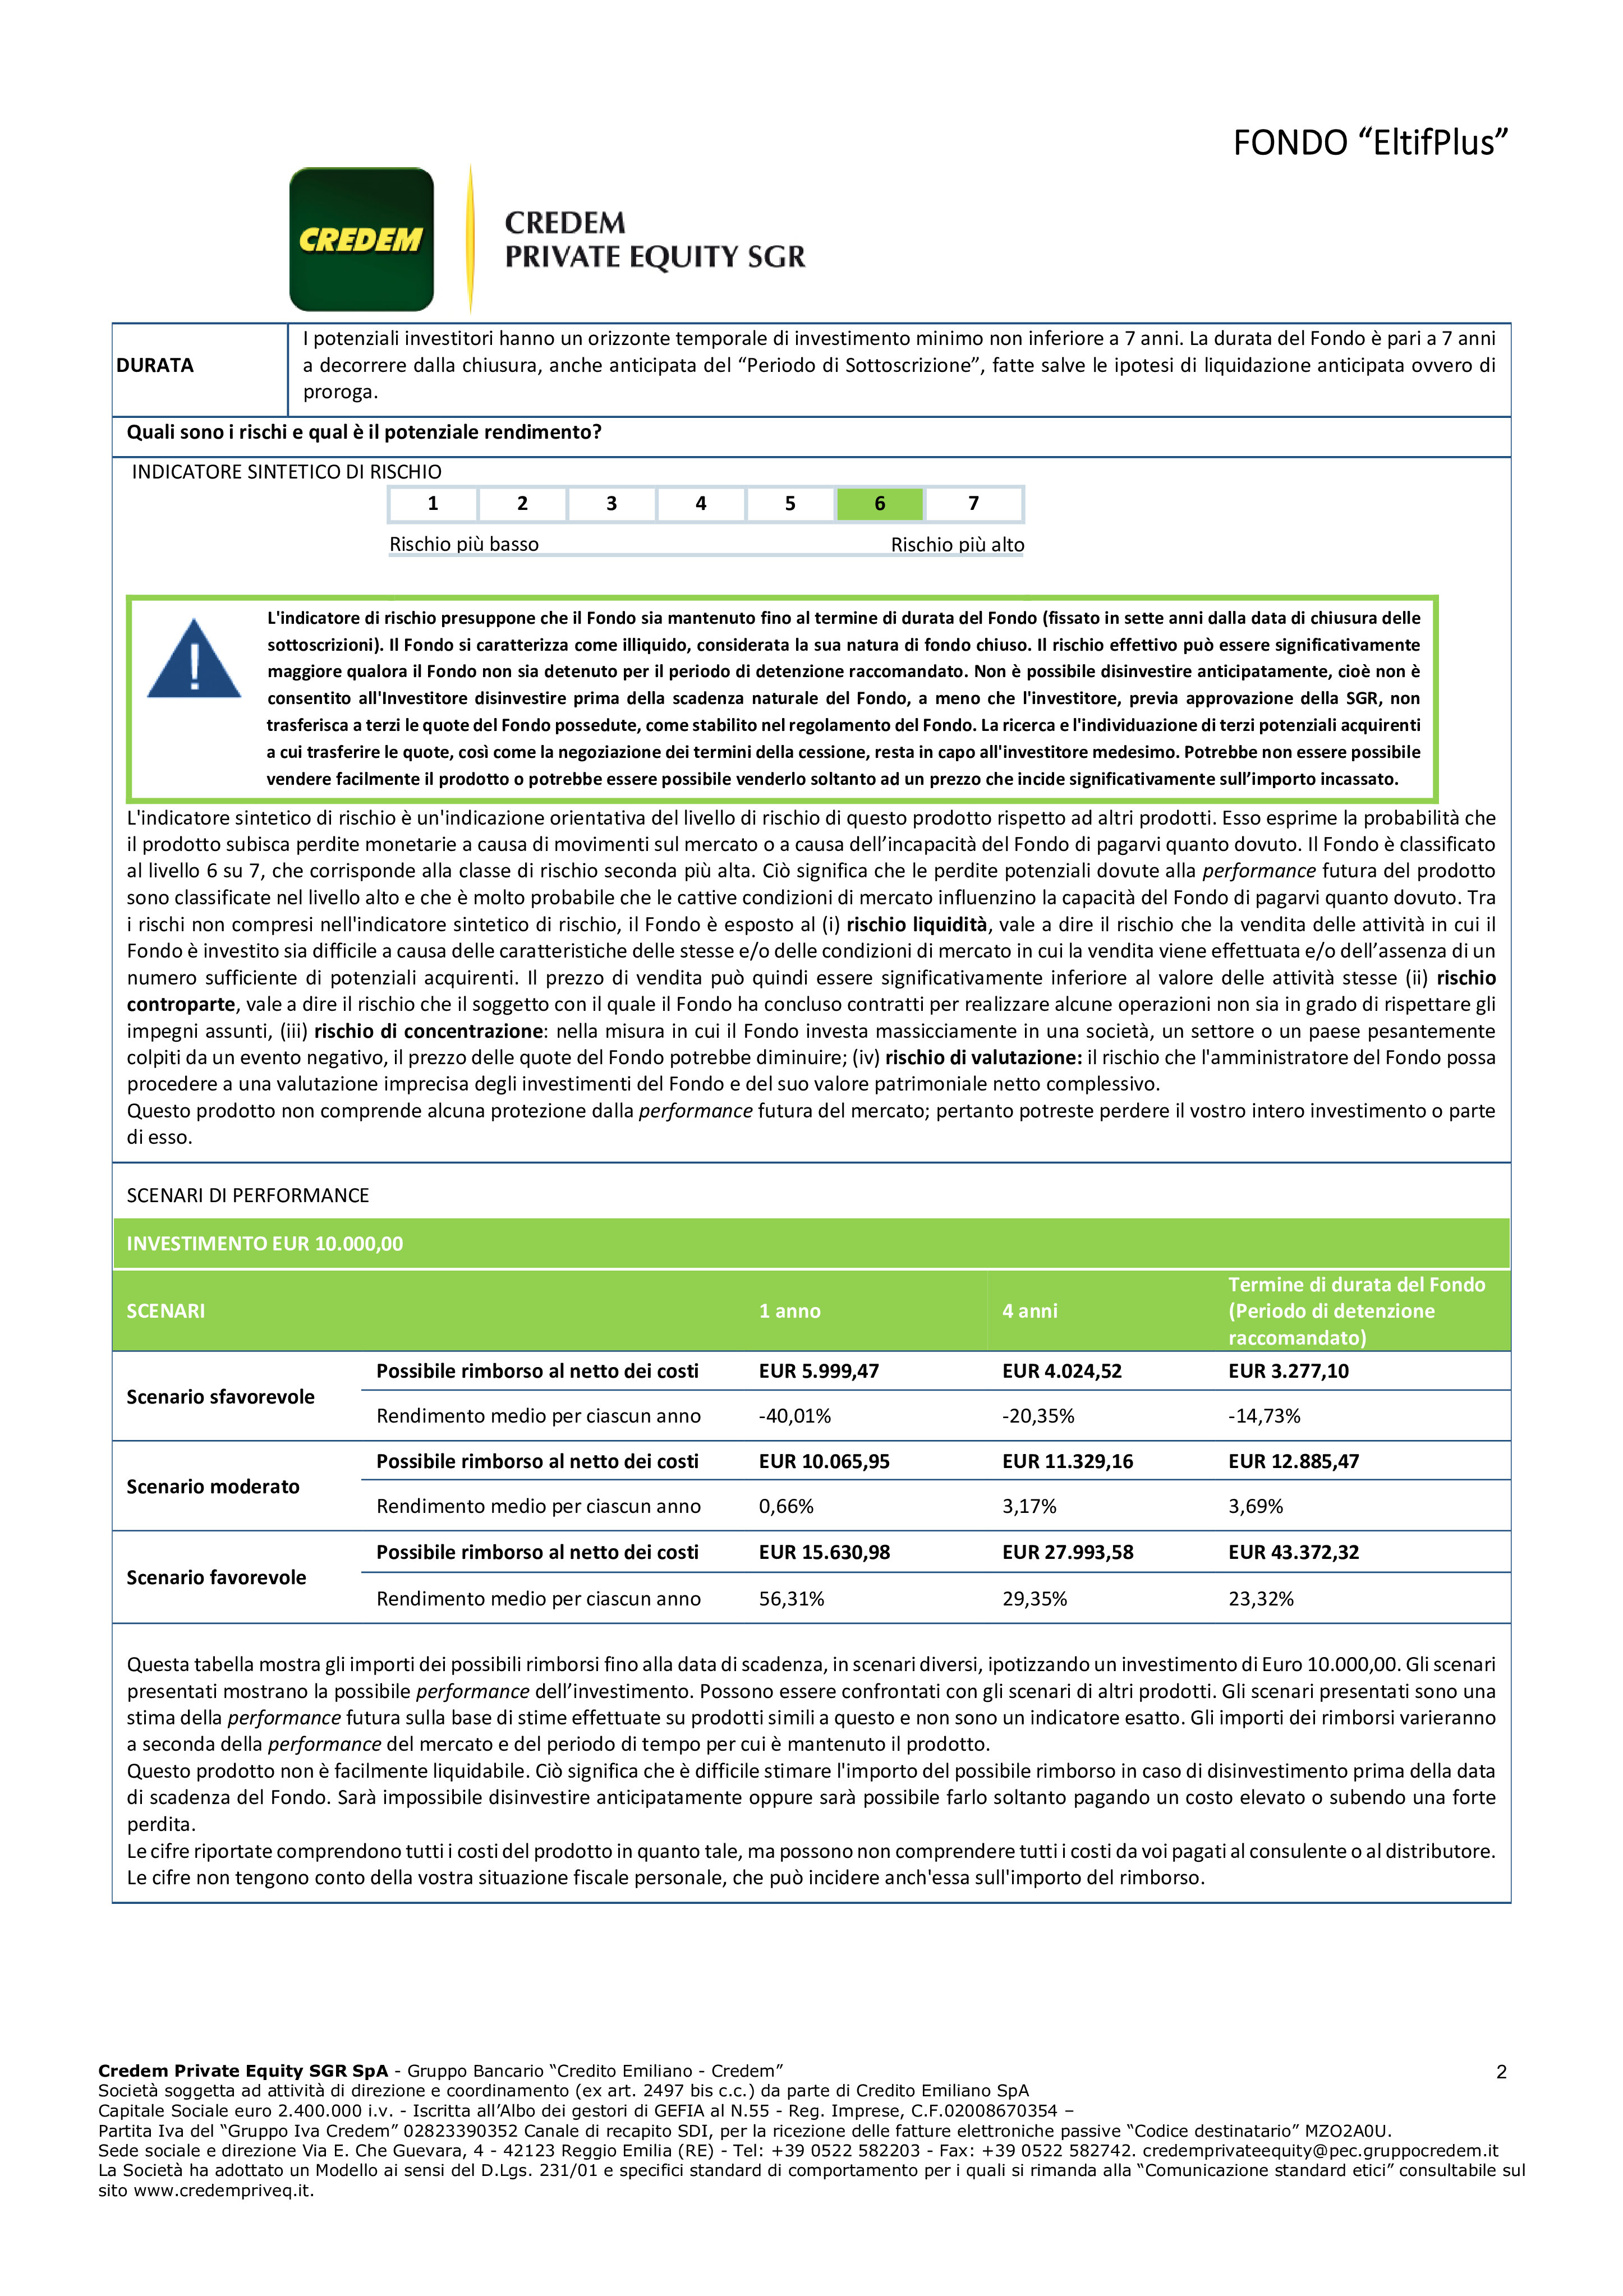 FONDO “EltifPlus”
CREDEM
CREDEM
PRIVATE EQUITY SGR
DURATA
I potenziali investitori hanno un orizzonte temporale di investimento minimo non inferiore a 7 anni. La durata del Fondo è pari a 7 anni
a decorrere dalla chiusura, anche anticipata del “Periodo di Sottoscrizione”, fatte salve le ipotesi di liquidazione anticipata ovvero di
proroga.
Quali sono i rischi e qual è il potenziale rendimento?
INDICATORE SINTETICO DI RISCHIO
1 2 3 4 5 6 7
Rischio più basso Rischio più alto
L'indicatore di rischio presuppone che il Fondo sia mantenuto fino al termine di durata del Fondo (fissato in sette anni dalla data di chiusura delle
sottoscrizioni). Il Fondo si caratterizza come illiquido, considerata la sua natura di fondo chiuso. Il rischio effettivo può essere significativamente
maggiore qualora il Fondo non sia detenuto per il periodo di detenzione raccomandato. Non è possibile disinvestire anticipatamente, cioè non è
consentito all'Investitore disinvestire prima della scadenza naturale del Fondo, a meno che l'investitore, previa approvazione della SGR, non
trasferisca a terzi le quote del Fondo possedute, come stabilito nel regolamento del Fondo. La ricerca e l'individuazione di terzi potenziali acquirenti
a cui trasferire le quote, così come la negoziazione dei termini della cessione, resta in capo all'investitore medesimo. Potrebbe non essere possibile
vendere facilmente il prodotto o potrebbe essere possibile venderlo soltanto ad un prezzo che incide significativamente sull’importo incassato.
L'indicatore sintetico di rischio è un'indicazione orientativa del livello di rischio di questo prodotto rispetto ad altri prodotti. Esso esprime la probabilità che
il prodotto subisca perdite monetarie a causa di movimenti sul mercato o a causa dell’incapacità del Fondo di pagarvi quanto dovuto. Il Fondo è classificato
al livello 6 su 7, che corrisponde alla classe di rischio seconda più alta. Ciò significa che le perdite potenziali dovute alla performance futura del prodotto
sono classificate nel livello alto e che è molto probabile che le cattive condizioni di mercato influenzino la capacità del Fondo di pagarvi quanto dovuto. Tra
i rischi non compresi nell'indicatore sintetico di rischio, il Fondo è esposto al (i) rischio liquidità, vale a dire il rischio che la vendita delle attività in cui il
Fondo è investito sia difficile a causa delle caratteristiche delle stesse e/o delle condizioni di mercato in cui la vendita viene effettuata e/o dell’assenza di un
numero sufficiente di potenziali acquirenti. Il prezzo di vendita può quindi essere significativamente inferiore al valore delle attività stesse (ii) rischio
controparte, vale a dire il rischio che il soggetto con il quale il Fondo ha concluso contratti per realizzare alcune operazioni non sia in grado di rispettare gli
impegni assunti, (iii) rischio di concentrazione: nella misura in cui il Fondo investa massicciamente in una società, un settore o un paese pesantemente
colpiti da un evento negativo, il prezzo delle quote del Fondo potrebbe diminuire; (iv) rischio di valutazione: il rischio che l'amministratore del Fondo possa
procedere a una valutazione imprecisa degli investimenti del Fondo e del suo valore patrimoniale netto complessivo.
Questo prodotto non comprende alcuna protezione dalla performance futura del mercato; pertanto potreste perdere il vostro intero investimento o parte
di esso.
SCENARI DI PERFORMANCE
INVESTIMENTO EUR 10.000,00
SCENARI 1 anno 4 anni Termine di durata del Fondo
(Periodo di detenzione
raccomandato)
Scenario sfavorevole
Possibile rimborso al netto dei costi EUR 5.999,47 EUR 4.024,52 EUR 3.277,10
Rendimento medio per ciascun anno -40,01% -20,35% -14,73%
Scenario moderato
Possibile rimborso al netto dei costi EUR 10.065,95 EUR 11.329,16 EUR 12.885,47
Rendimento medio per ciascun anno 0,66% 3,17% 3,69%
Scenario favorevole
Possibile rimborso al netto dei costi EUR 15.630,98 EUR 27.993,58 EUR 43.372,32
Rendimento medio per ciascun anno 56,31% 29,35% 23,32%
Questa tabella mostra gli importi dei possibili rimborsi fino alla data di scadenza, in scenari diversi, ipotizzando un investimento di Euro 10.000,00. Gli scenari
presentati mostrano la possibile performance dell’investimento. Possono essere confrontati con gli scenari di altri prodotti. Gli scenari presentati sono una
stima della performance futura sulla base di stime effettuate su prodotti simili a questo e non sono un indicatore esatto. Gli importi dei rimborsi varieranno
a seconda della performance del mercato e del periodo di tempo per cui è mantenuto il prodotto.
Questo prodotto non è facilmente liquidabile. Ciò significa che è difficile stimare l'importo del possibile rimborso in caso di disinvestimento prima della data
di scadenza del Fondo. Sarà impossibile disinvestire anticipatamente oppure sarà possibile farlo soltanto pagando un costo elevato o subendo una forte
perdita.
Le cifre riportate comprendono tutti i costi del prodotto in quanto tale, ma possono non comprendere tutti i costi da voi pagati al consulente o al distributore.
Le cifre non tengono conto della vostra situazione fiscale personale, che può incidere anch'essa sull'importo del rimborso.
Credem Private Equity SGR SpA - Gruppo Bancario “Credito Emiliano - Credem” 2
Società soggetta ad attività di direzione e coordinamento (ex art. 2497 bis c.c.) da parte di Credito Emiliano SpA
Capitale Sociale euro 2.400.000 i.v. - Iscritta all’Albo dei gestori di GEFIA al N.55 - Reg. Imprese, C.F.02008670354 –
Partita Iva del “Gruppo Iva Credem” 02823390352 Canale di recapito SDI, per la ricezione delle fatture elettroniche passive “Codice destinatario” MZO2A0U.
Sede sociale e direzione Via E. Che Guevara, 4 - 42123 Reggio Emilia (RE) - Tel: +39 0522 582203 - Fax: +39 0522 582742. credemprivateequity@pec.gruppocredem.it
La Società ha adottato un Modello ai sensi del D.Lgs. 231/01 e specifici standard di comportamento per i quali si rimanda alla “Comunicazione standard etici” consultabile sul
sito www.credempriveq.it.